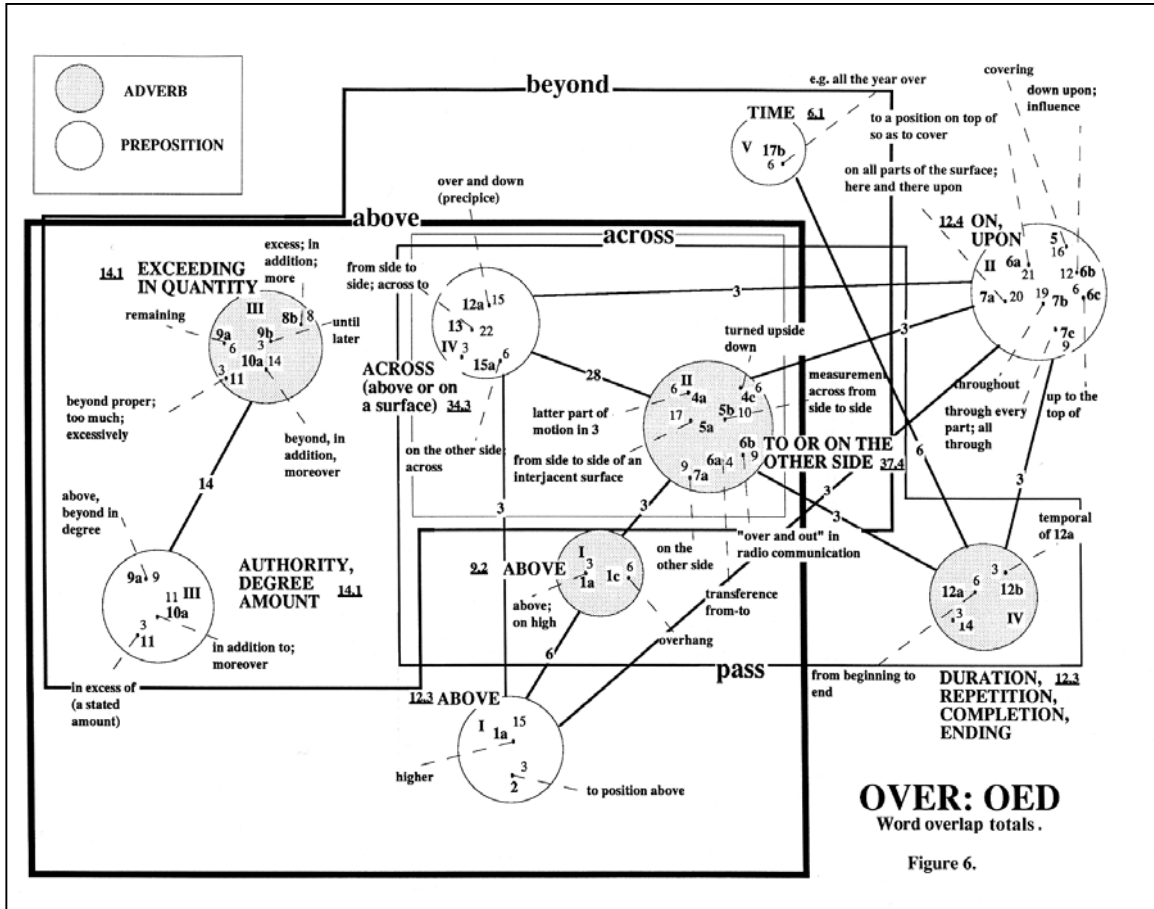 ADVERB
PREPOSITION
beyond
above
across
pass
e.g. all the year over
TIME 6.1
V 17b
6
covering
down upon;
influence
to a position on top of
so as to cover
on all parts of the surface;
here and there upon
12.4 ON,
UPON
5
16
II 6a
21
12 6b
6
6c
7a 20
19
7b
7c
9
throughout
through every
part; all
through
up to the
top of
over and down
(precipice)
from side to
side; across to
12a 15
13 22
IV 3
15a 6
ACROSS
(above or on
a surface) 34.3
on the other side;
across
14.1 EXCEEDING
IN QUANTITY
excess; in
addition;
more
remaining
III
8b 8
9a
6
9b
3
10a 14
3
11
until
later
beyond proper;
too much;
excessively
beyond, in
addition,
moreover
turned upside
down
II
6
4a
4c 6
17
5a
5b
10
6b
9
9
7a
6a 4
latter part of
motion in 3
measurement
across from
side to side
from side to side of an
interjacent surface
TO OR ON THE
OTHER SIDE 37.4
on the
other side
"over and out" in
radio communication
transference
from-to
3
3
28
14
3
3
3
3
6
3
6
above,
beyond in
degree
9a 9
11 III
10a
3
11
AUTHORITY,
DEGREE
AMOUNT 14.1
in addition to;
moreover
in excess of
(a stated
amount)
9.2 ABOVE
I
3
1a
6
1c
above;
on high
overhang
12.3 ABOVE
I
1a
15
3
2
higher
to position above
temporal
of 12a
3
12a 6
12b
3
14
IV
from beginning to
end
DURATION, 12.3
REPETITION,
COMPLETION,
ENDING
OVER: OED
Word overlap totals .
Figure 6.